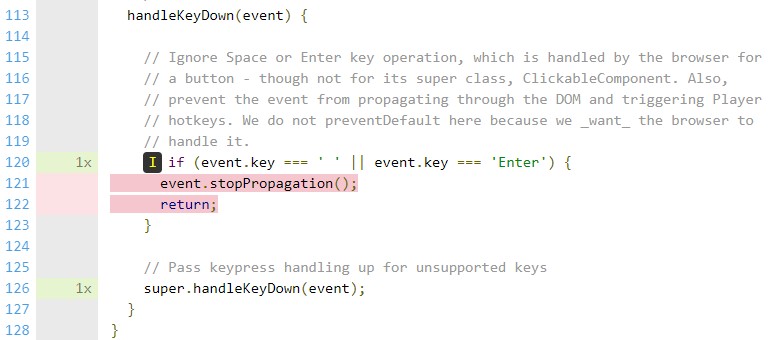 113 handleKeyDown(event) {
114
115 // Ignore Space or Enter key operation, which is handled by the browser for
116 // a button - though not for its super class, ClickableComponent. Also,
117 // prevent the event from propagating through the DOM and triggering Player
118 // hotkeys. We do not preventDefault here because we _want_ the browser to
119 // handle it.
120 1x I if (event.key === ' ' || event.key === 'Enter') {
121 event.stopPropagation();
122 return;
123 }
124
125 // Pass keypress handling up for unsupported keys
126 1x super.handleKeyDown(event);
127 }
128 }